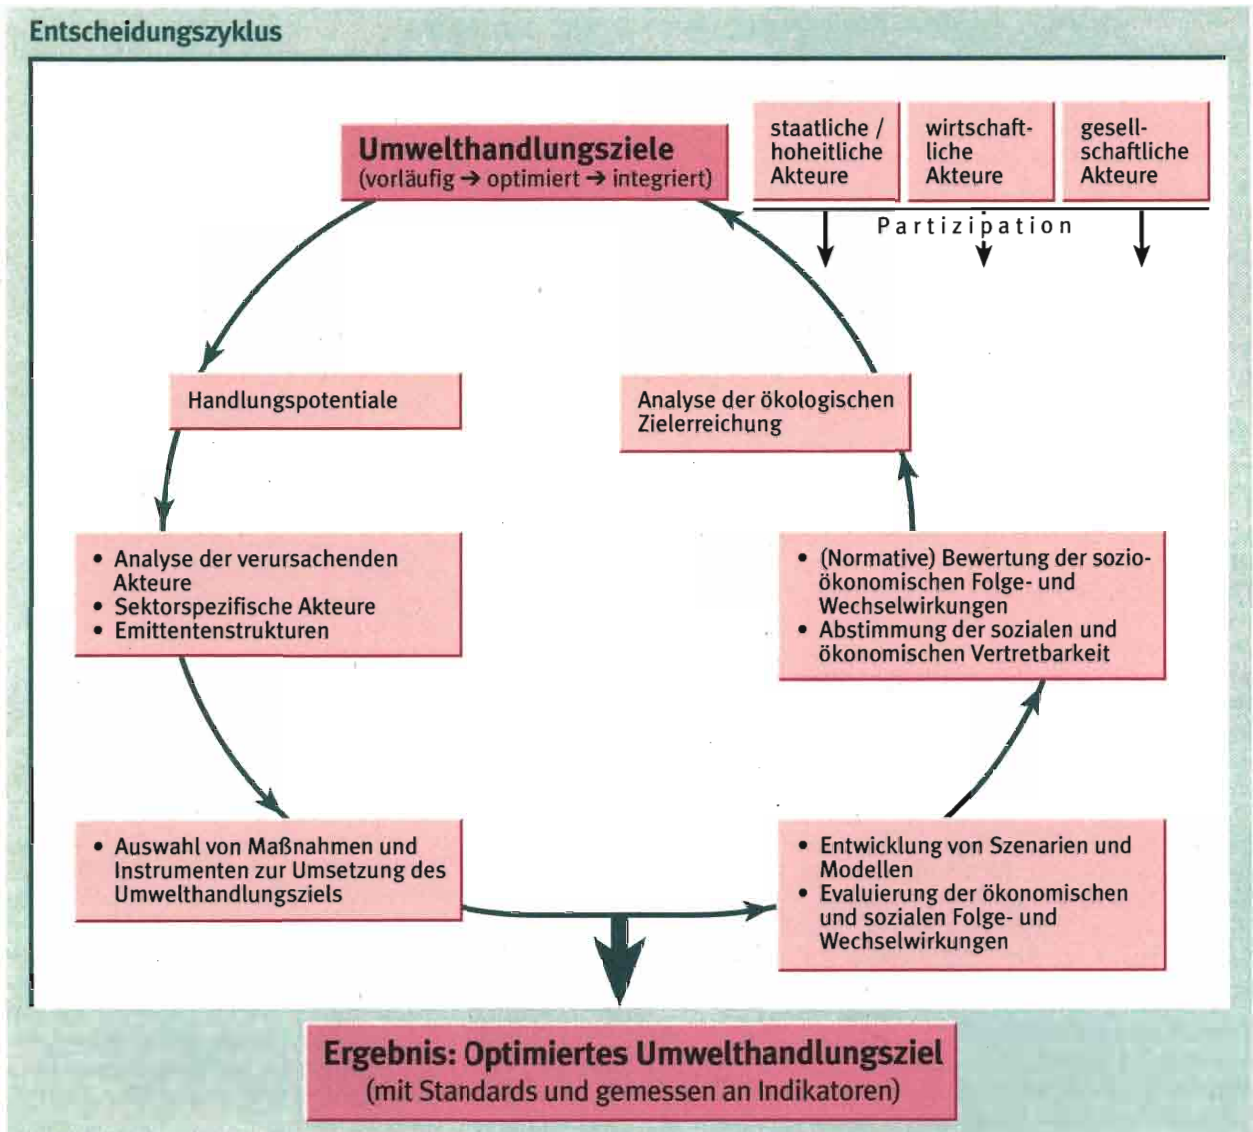 Entscheidungszyklus
Umwelthandlungsziele
(vorläufig → optimiert → integriert)
staatliche /
hoheitliche
Akteure
wirtschaft-
liche
Akteure
gesell-
schaftliche
Akteure
Partizipation
Handlungspotentiale
Analyse der ökologischen
Zielerreichung
• Analyse der verursachenden
Akteure
• Sektorspezifische Akteure
• Emittentenstrukturen
• (Normative) Bewertung der sozio-
ökonomischen Folge- und
Wechselwirkungen
• Abstimmung der sozialen und
ökonomischen Vertretbarkeit
• Auswahl von Maßnahmen und
Instrumenten zur Umsetzung des
Umwelthandlungsziels
• Entwicklung von Szenarien und
Modellen
• Evaluierung der ökonomischen
und sozialen Folge- und
Wechselwirkungen
Ergebnis: Optimiertes Umwelthandlungsziel
(mit Standards und gemessen an Indikatoren)